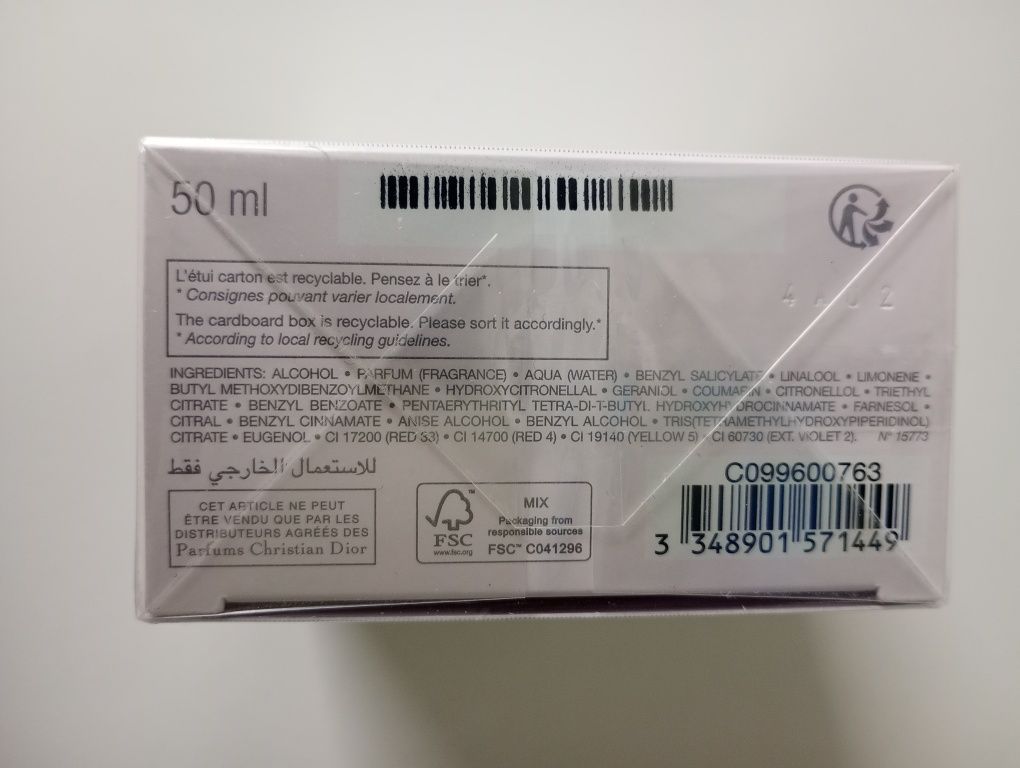 50 ml
L'étui carton est recyclable. Pensez à le trier*.
* Consignes pouvant varier localement.
The cardboard box is recyclable. Please sort it accordingly.*
* According to local recycling guidelines.
INGREDIENTS: ALCOHOL • PARFUM (FRAGRANCE) • AQUA (WATER) • BENZYL SALICYLATE • LINALOOL • LIMONENE •
BUTYL METHOXYDIBENZOYLMETHANE • HYDROXYCITRONELLAL • GERANIOL • COUMARIN • CITRONELLOL • TRIETHYL
CITRATE • BENZYL BENZOATE • PENTAERYTHRITYL TETRA-DI-T-BUTYL HYDROXYHYDROCINNAMATE • FARNESOL •
CITRAL • BENZYL CINNAMATE • ANISE ALCOHOL • BENZYL ALCOHOL • TRIS(TETRAMETHYLHYDROXYPIPERIDINOL)
CITRATE • EUGENOL • CI 17200 (RED 33) • CI 14700 (RED 4) • CI 19140 (YELLOW 5) • CI 60730 (EXT. VIOLET 2). N° 15773
للاستعمال الخارجي فقط
CET ARTICLE NE PEUT
ÊTRE VENDU QUE PAR LES
DISTRIBUTEURS AGRÉÉS DES
Parfums Christian Dior
FSC™
www.fsc.org
MIX
Packaging from
responsible sources
FSC™ C041296
C099600763
3 348901 571449